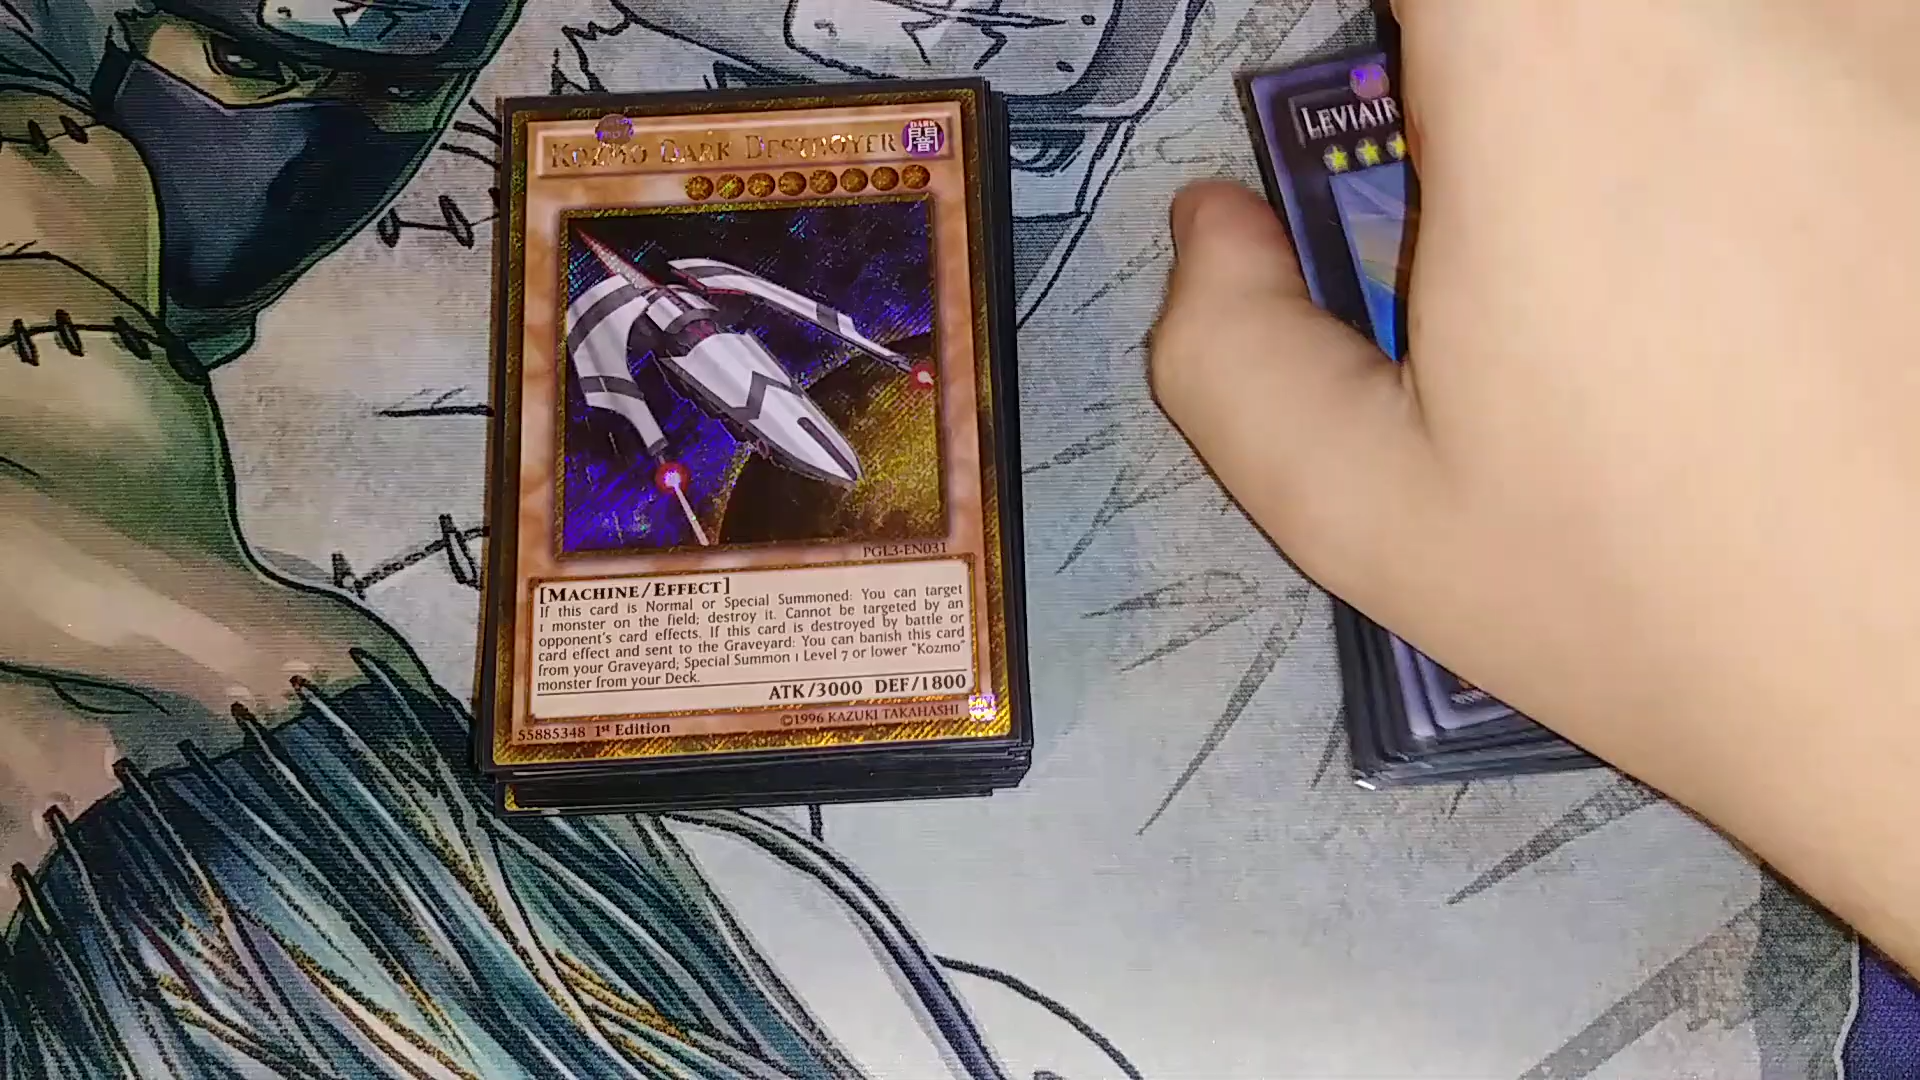 KOZMO DARK DESTROYER
DARK
闇
PGL3-EN031
[MACHINE/EFFECT]
If this card is Normal or Special Summoned: You can target
1 monster on the field; destroy it. Cannot be targeted by an
opponent's card effects. If this card is destroyed by battle or
card effect and sent to the Graveyard: You can banish this card
from your Graveyard; Special Summon 1 Level 7 or lower "Kozmo"
monster from your Deck.
ATK/3000 DEF/1800
55885348 1st Edition
©1996 KAZUKI TAKAHASHI
LEVIAIR